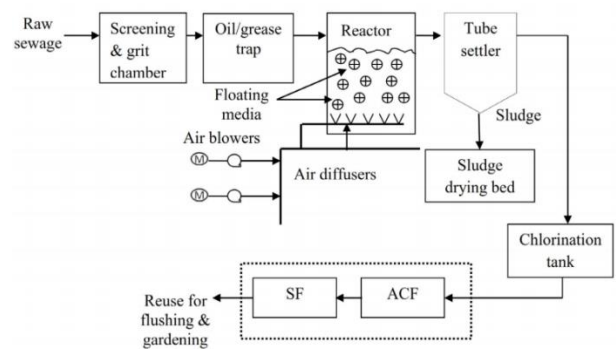 Raw
sewage
Screening
& grit
chamber
Oil/grease
trap
Reactor
Tube
settler
Floating
media
Sludge
Air blowers
M
M
Air diffusers
Sludge
drying bed
Chlorination
tank
SF
ACF
Reuse for
flushing &
gardening